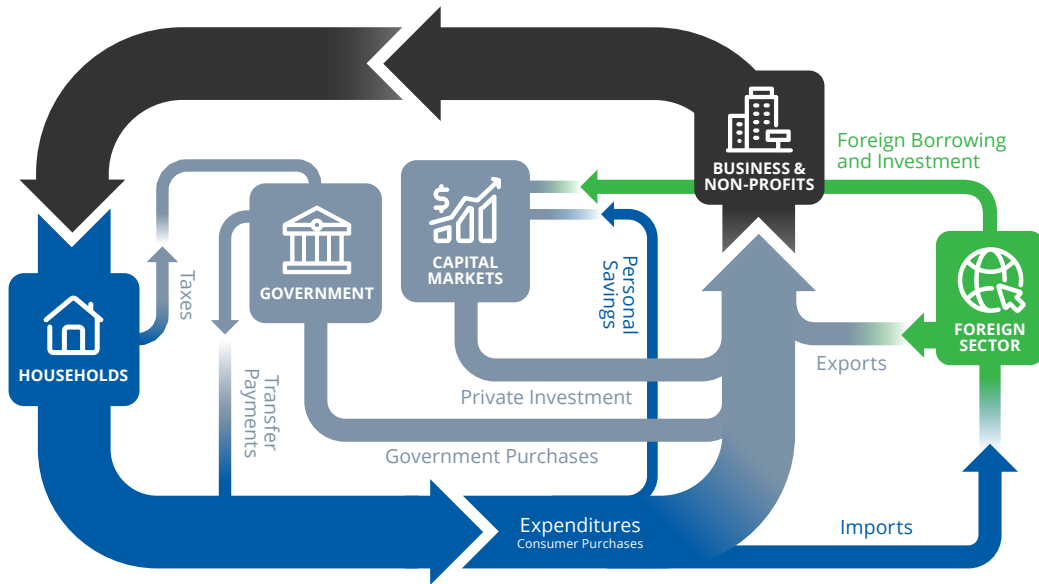 Foreign Borrowing
and Investment
BUSINESS &
NON-PROFITS
$
CAPITAL
MARKETS
GOVERNMENT
Taxes
Personal
Savings
FOREIGN
SECTOR
HOUSEHOLDS
Exports
Transfer
Payments
Private Investment
Government Purchases
Expenditures
Consumer Purchases
Imports